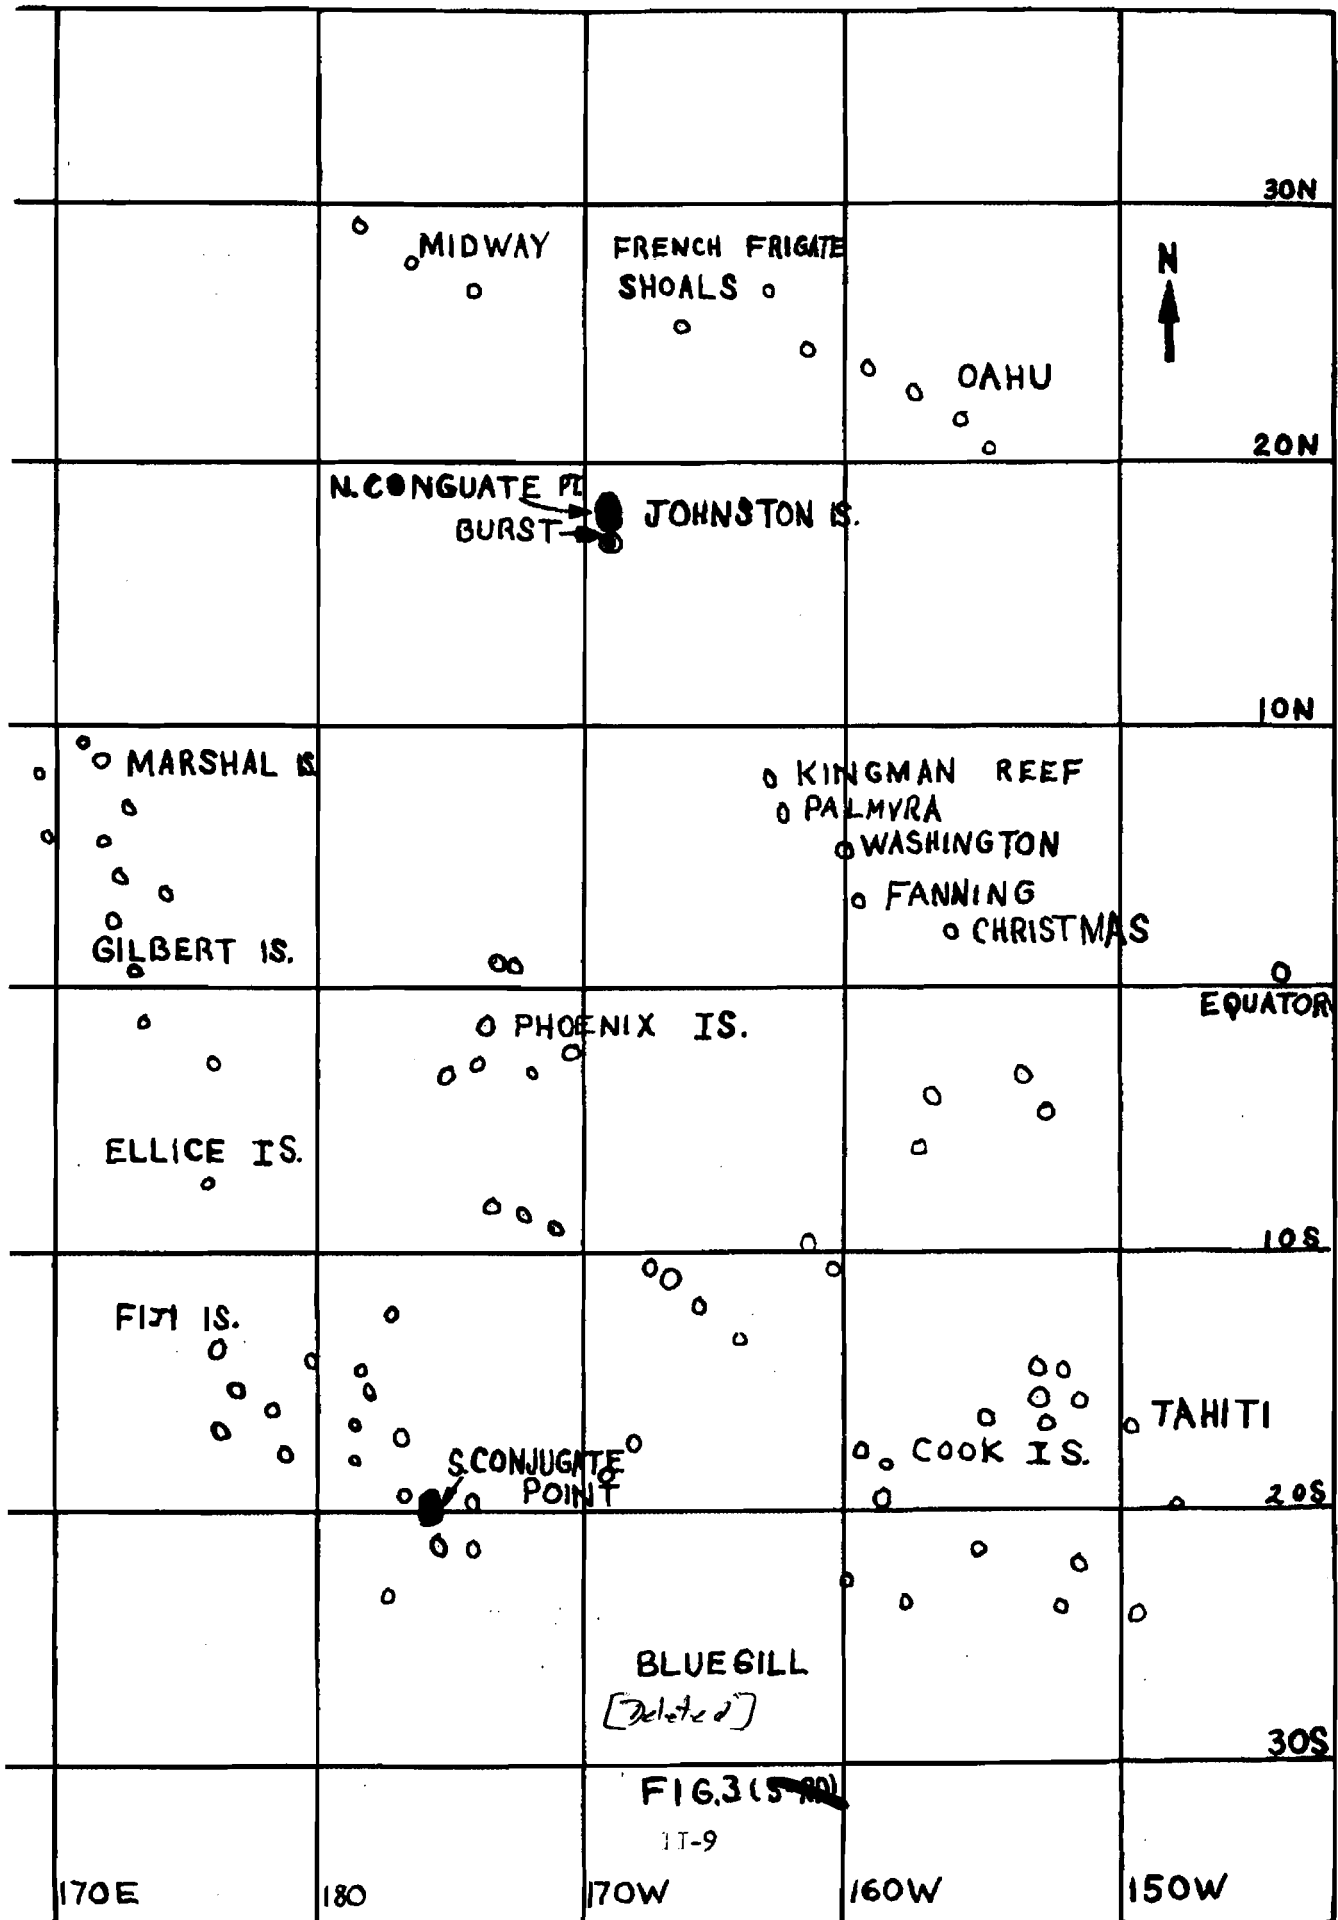 30N
MIDWAY
FRENCH FRIGATE
SHOALS
N
OAHU
20N
N. CONGUATE PT.
BURST
JOHNSTON IS.
10N
MARSHAL IS.
KINGMAN REEF
PALMYRA
WASHINGTON
FANNING
CHRISTMAS
GILBERT IS.
EQUATOR
PHOENIX IS.
ELLICE IS.
10S
FIJI IS.
TAHITI
COOK IS.
S. CONJUGATE
POINT
20S
BLUEGILL
[Deleted]
30S
FIG. 3 (S-RD)
II-9
170E
180
170W
160W
150W